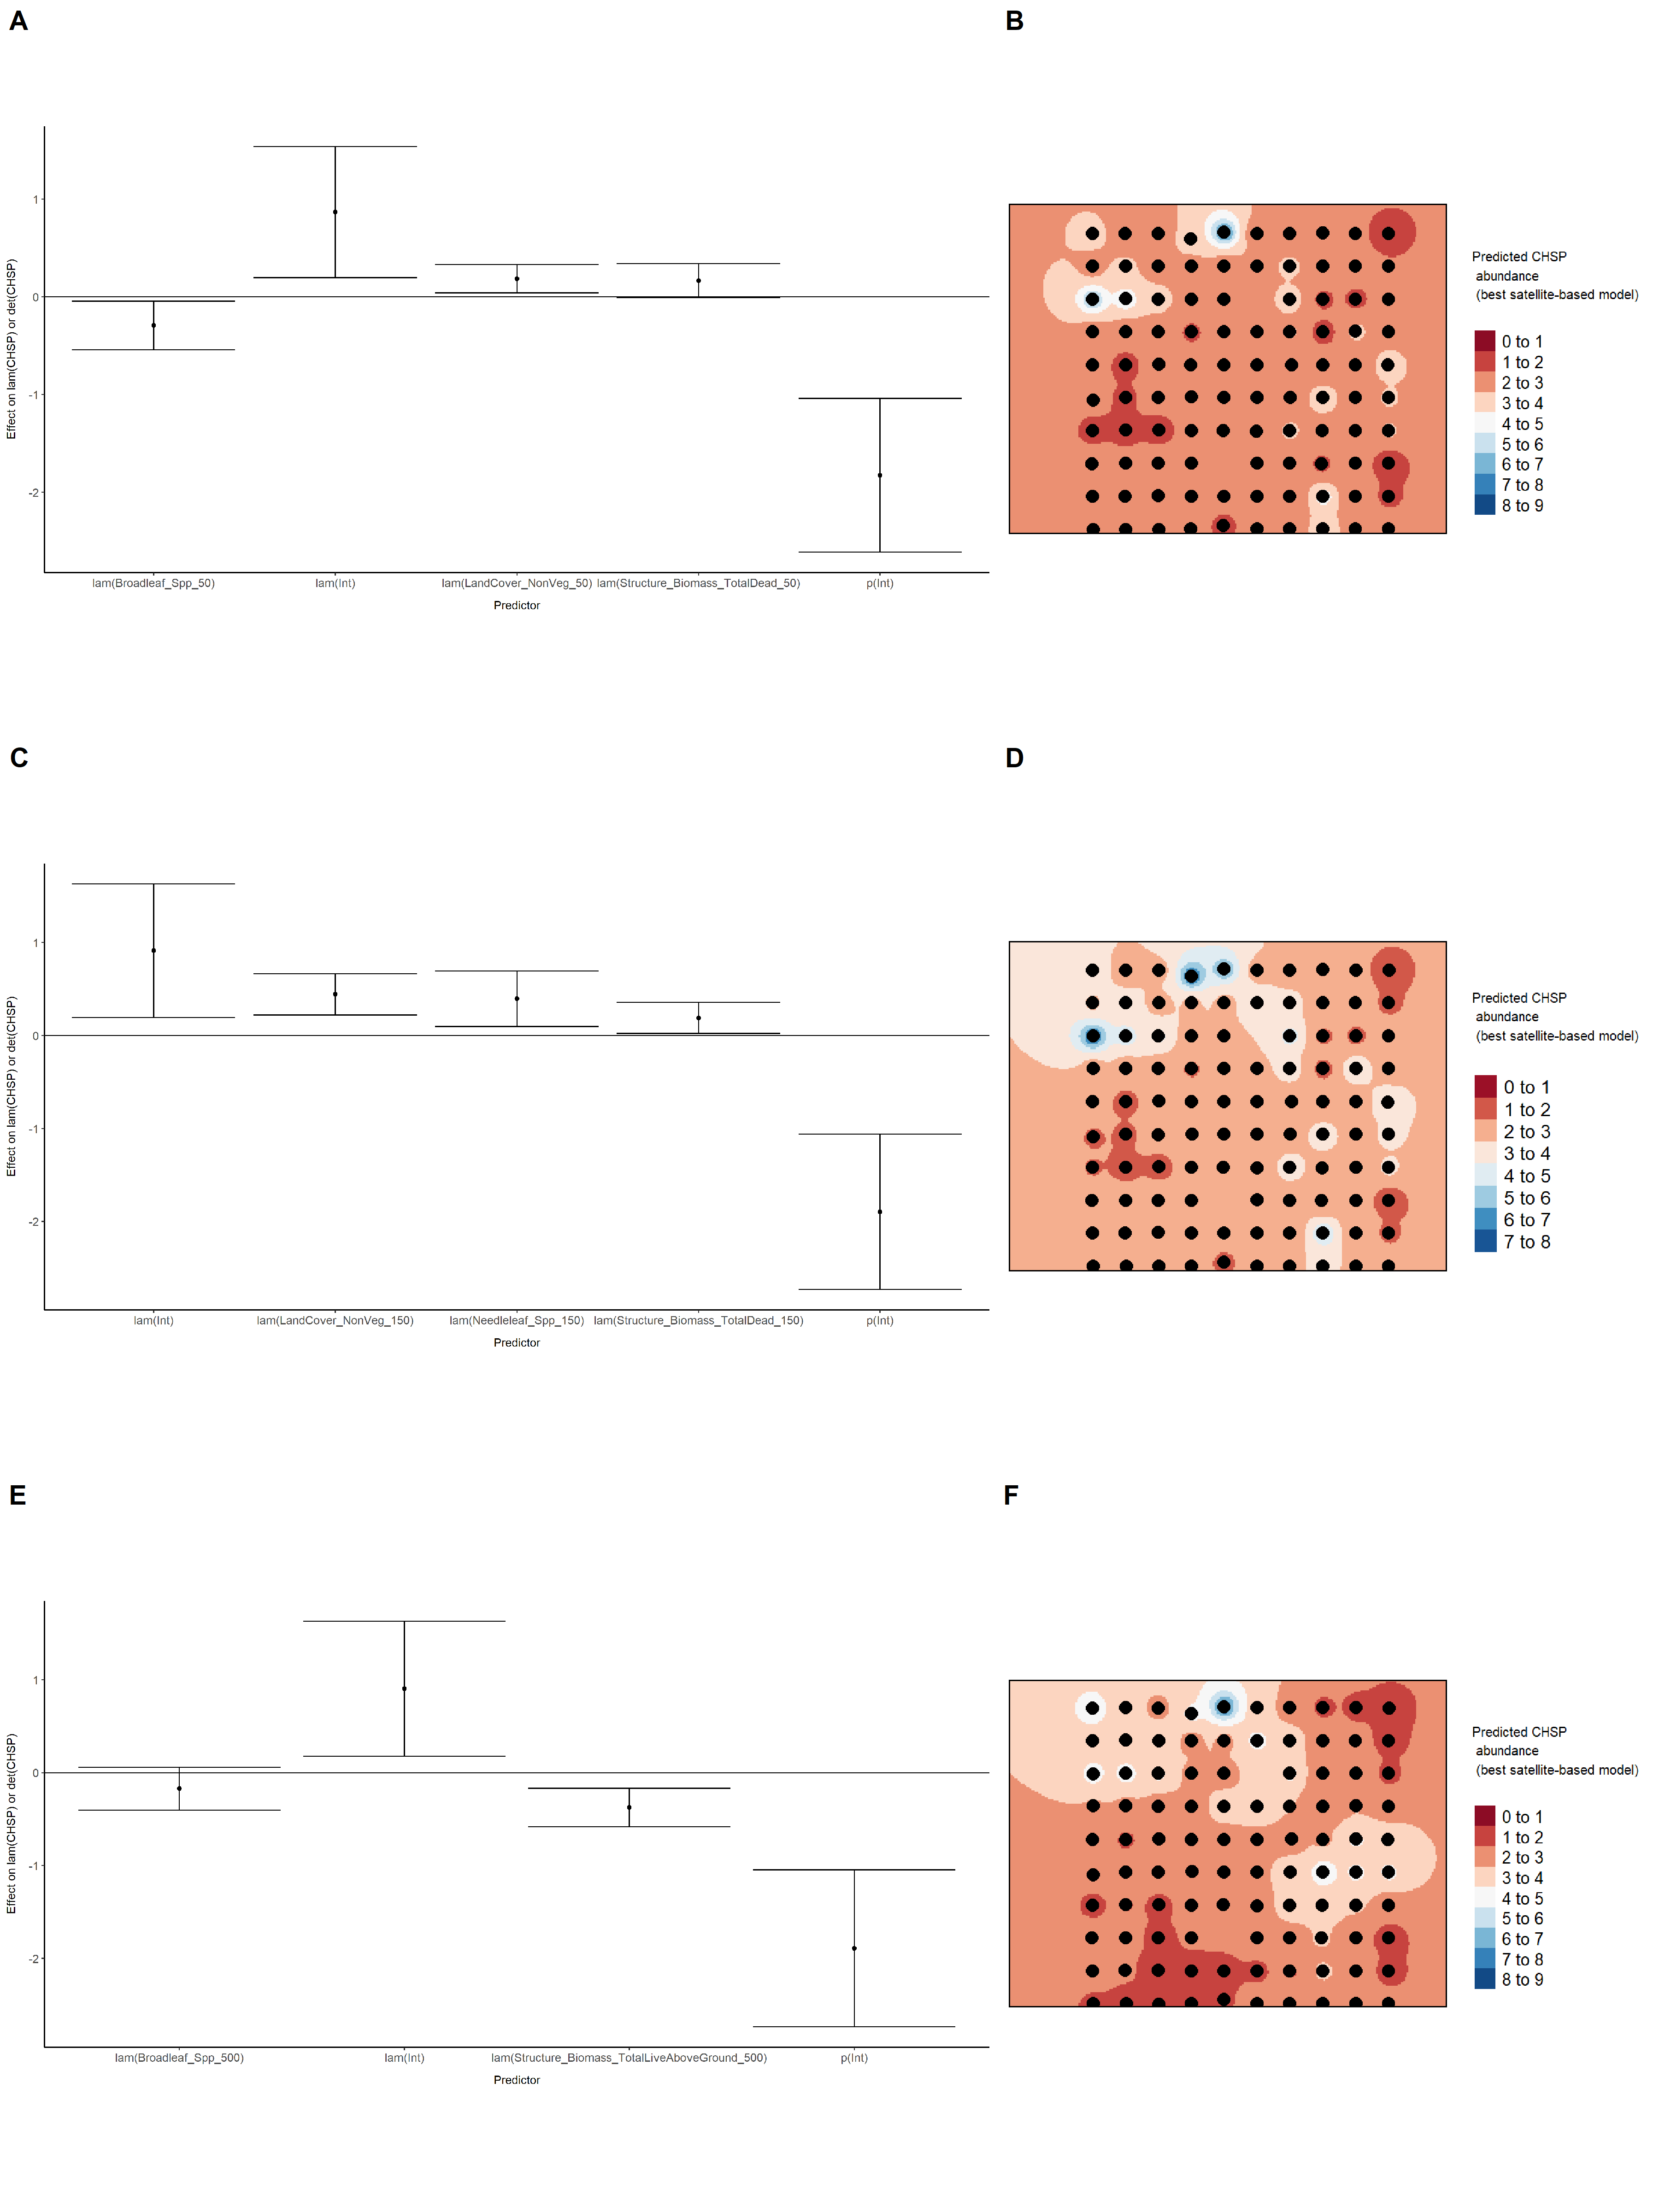 A
B
Effect on lam(CHSP) or det(CHSP)
1
0
-1
-2
lam(Broadleaf_Spp_50)
lam(Int)
lam(LandCover_NonVeg_50)
lam(Structure_Biomass_TotalDead_50)
p(Int)
Predictor
Predicted CHSP
abundance
(best satellite-based model)
0 to 1
1 to 2
2 to 3
3 to 4
4 to 5
5 to 6
6 to 7
7 to 8
8 to 9
C
D
Effect on lam(CHSP) or det(CHSP)
1
0
-1
-2
lam(Int)
lam(LandCover_NonVeg_150)
lam(Needleleaf_Spp_150)
lam(Structure_Biomass_TotalDead_150)
p(Int)
Predictor
Predicted CHSP
abundance
(best satellite-based model)
0 to 1
1 to 2
2 to 3
3 to 4
4 to 5
5 to 6
6 to 7
7 to 8
E
F
Effect on lam(CHSP) or det(CHSP)
1
0
-1
-2
lam(Broadleaf_Spp_500)
lam(Int)
lam(Structure_Biomass_TotalLiveAboveGround_500)
p(Int)
Predictor
Predicted CHSP
abundance
(best satellite-based model)
0 to 1
1 to 2
2 to 3
3 to 4
4 to 5
5 to 6
6 to 7
7 to 8
8 to 9